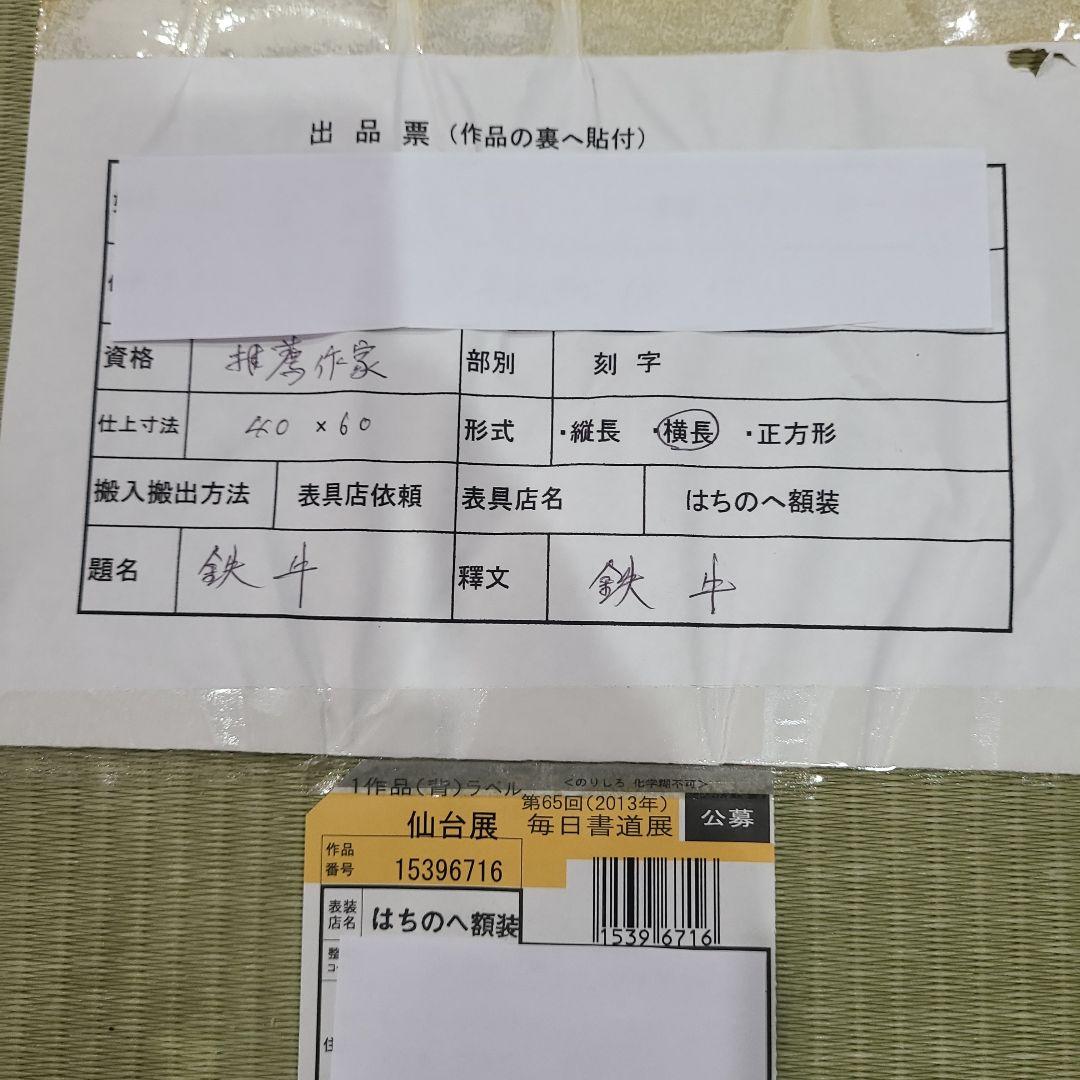 出品票（作品の裏へ貼付）
資格 推薦作家 部別 刻字
仕上寸法 40 × 60 形式 ・縦長 ・横長 ・正方形
搬入搬出方法 表具店依頼 表具店名 はちのへ額装
題名 鉄牛 釋文 鉄牛
1作品(背)ラベル <のりしろ 化学糊不可>
第65回(2013年)
仙台展 毎日書道展 公募
作品
番号 15396716
表装
店名 はちのへ額装
15396716